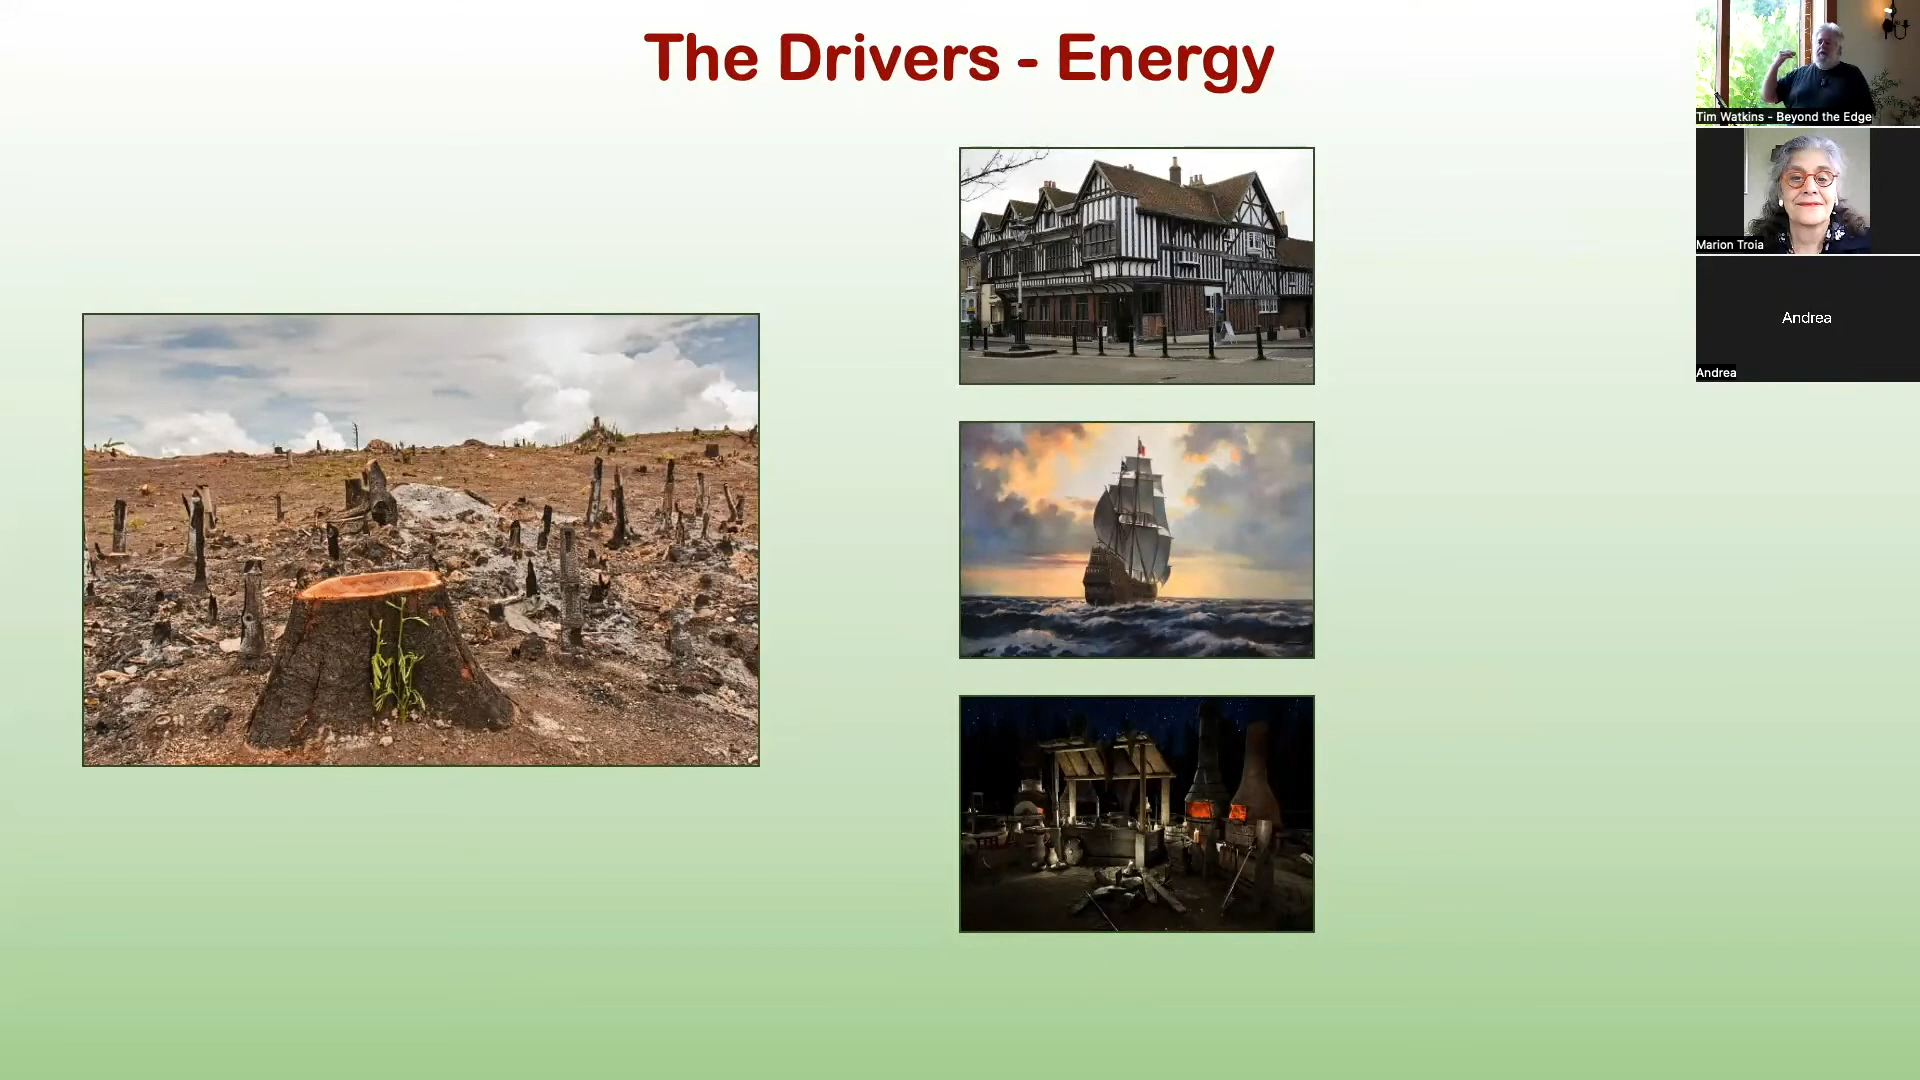 The Drivers - Energy
Tim Watkins - Beyond the Edge
Marion Troia
Andrea
Andrea